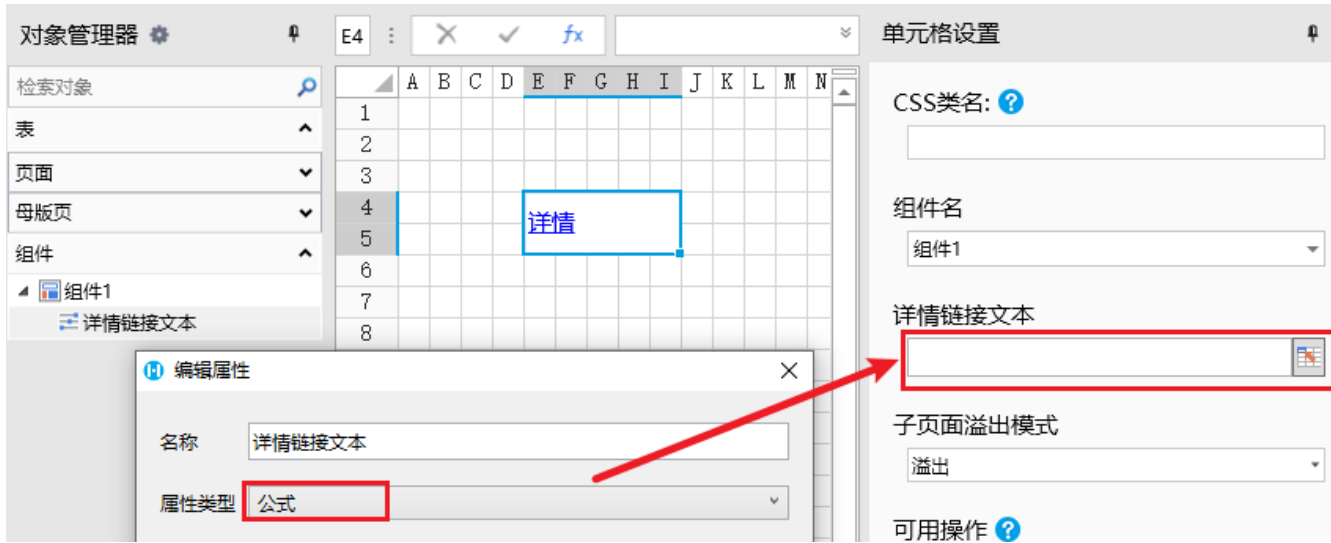 对象管理器
检索对象
表
页面
母版页
组件
组件1
详情链接文本
E4 fx
A B C D E F G H I J K L M N
1
2
3
4
5
6
7
8
详情
编辑属性
名称 详情链接文本
属性类型 公式
单元格设置
CSS类名: ?
组件名
组件1
详情链接文本
子页面溢出模式
溢出
可用操作 ?